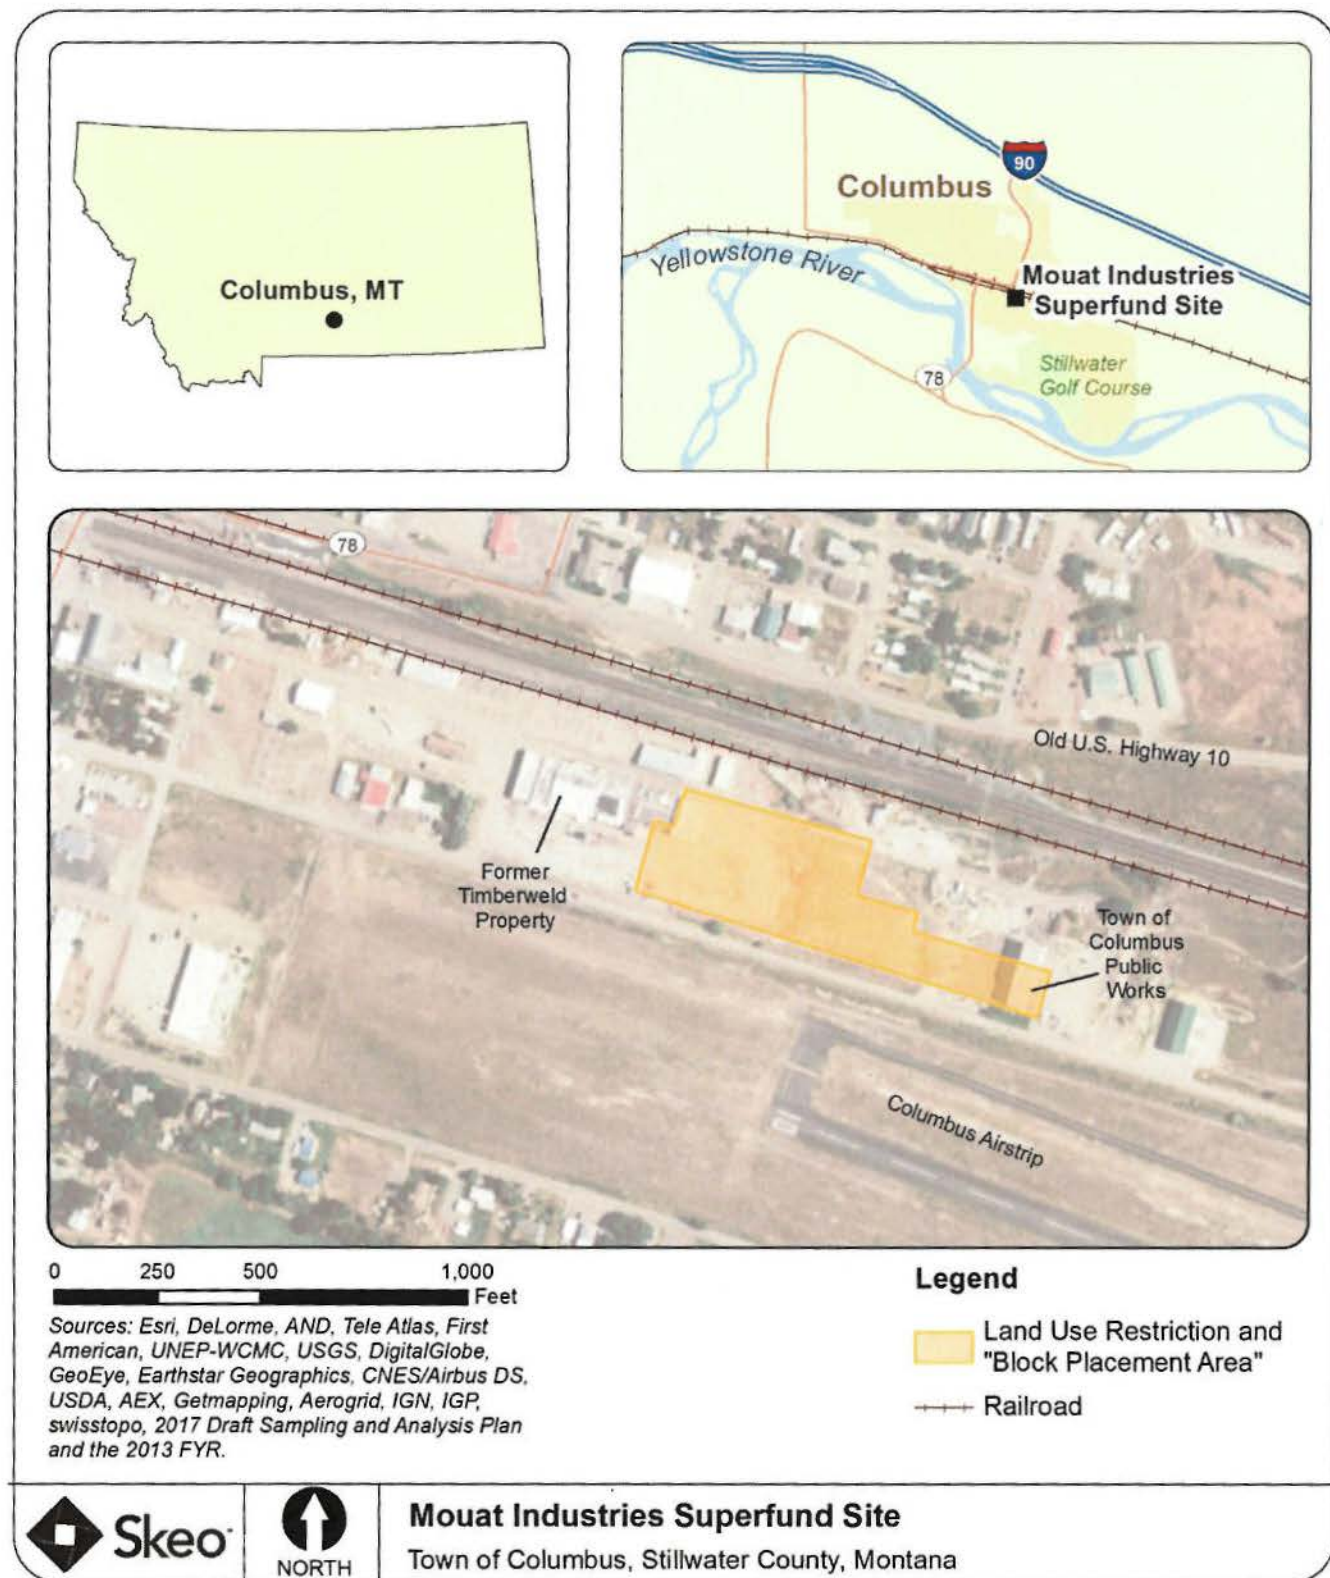 Columbus, MT
90
Columbus
Yellowstone River
Mouat Industries
Superfund Site
Stillwater
Golf Course
78
78
Old U.S. Highway 10
Former
Timberweld
Property
Town of
Columbus
Public
Works
Columbus Airstrip
0 250 500 1,000
Feet
Sources: Esri, DeLorme, AND, Tele Atlas, First
American, UNEP-WCMC, USGS, DigitalGlobe,
GeoEye, Earthstar Geographics, CNES/Airbus DS,
USDA, AEX, Getmapping, Aerogrid, IGN, IGP,
swisstopo, 2017 Draft Sampling and Analysis Plan
and the 2013 FYR.
Legend
Land Use Restriction and
"Block Placement Area"
Railroad
Skeo
NORTH
Mouat Industries Superfund Site
Town of Columbus, Stillwater County, Montana